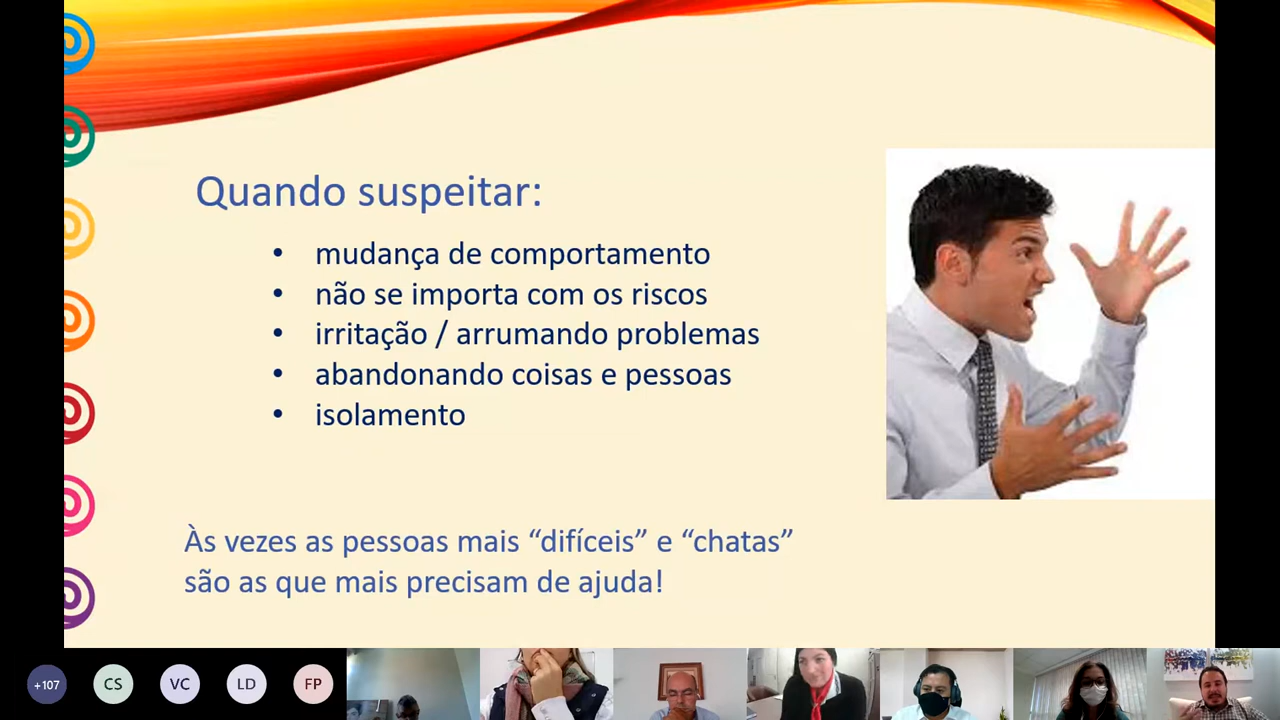 Quando suspeitar:
• mudança de comportamento
• não se importa com os riscos
• irritação / arrumando problemas
• abandonando coisas e pessoas
• isolamento
Às vezes as pessoas mais “difíceis” e “chatas”
são as que mais precisam de ajuda!
+107 CS VC LD FP